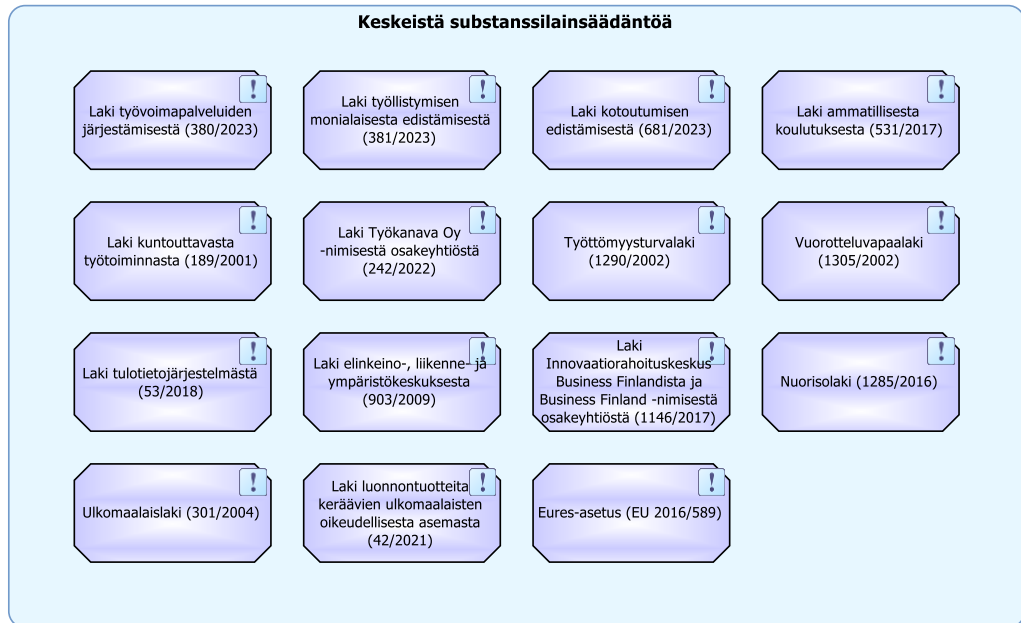 Keskeistä substanssilainsäädäntöä
Laki työvoimapalveluiden
järjestämisestä (380/2023)
Laki työllistymisen
monialaisesta edistämisestä
(381/2023)
Laki kotoutumisen
edistämisestä (681/2023)
Laki ammatillisesta
koulutuksesta (531/2017)
Laki kuntouttavasta
työtoiminnasta (189/2001)
Laki Työkanava Oy
-nimisestä osakeyhtiöstä
(242/2022)
Työttömyysturvalaki
(1290/2002)
Vuorotteluvapaalaki
(1305/2002)
Laki tulotietojärjestelmästä
(53/2018)
Laki elinkeino-, liikenne- ja
ympäristökeskuksesta
(903/2009)
Laki
Innovaatiorahoituskeskus
Business Finlandista ja
Business Finland -nimisestä
osakeyhtiöstä (1146/2017)
Nuorisolaki (1285/2016)
Ulkomaalaislaki (301/2004)
Laki luonnontuotteita
keräävien ulkomaalaisten
oikeudellisesta asemasta
(42/2021)
Eures-asetus (EU 2016/589)